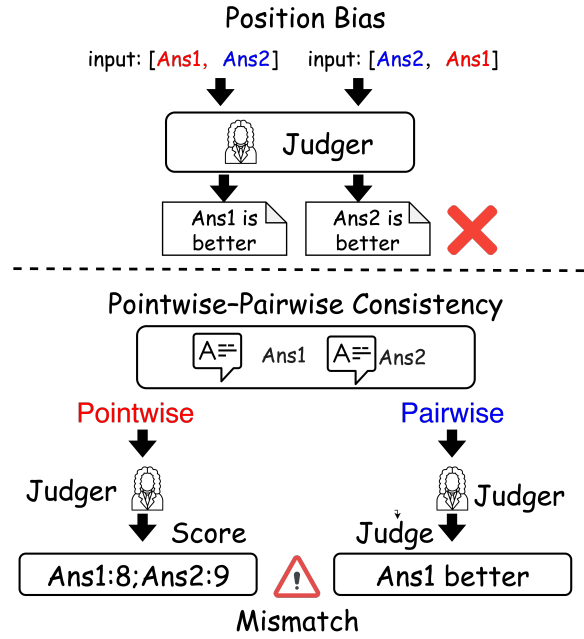 Position Bias
input: [Ans1, Ans2] input: [Ans2, Ans1]
Judger
Ans1 is
better
Ans2 is
better
Pointwise–Pairwise Consistency
A Ans1 A Ans2
Pointwise Pairwise
Judger Judger
Score Judge
Ans1:8;Ans2:9 Ans1 better
Mismatch